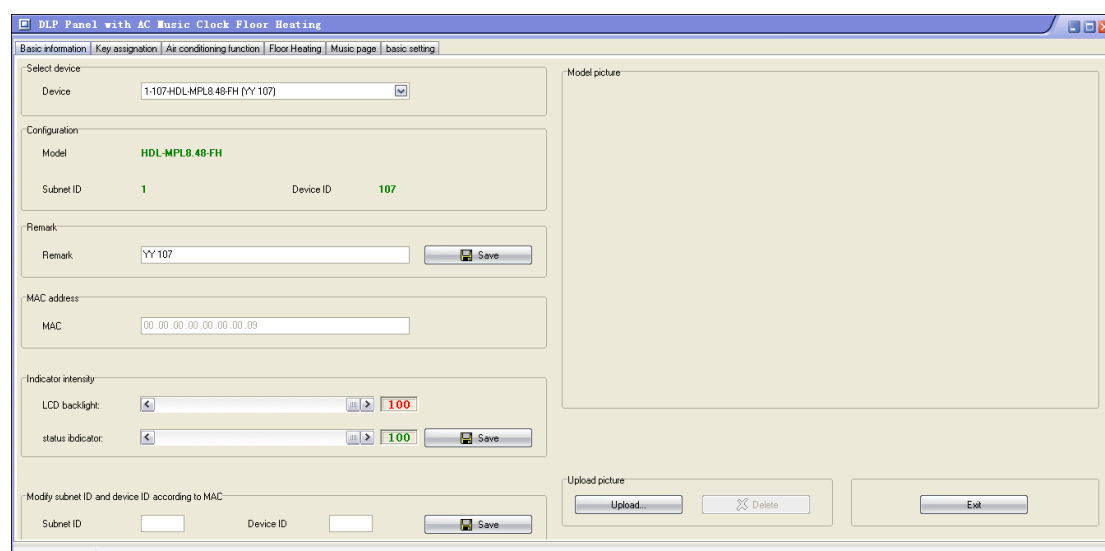 DLP Panel with AC Music Clock Floor Heating
Basic information Key assignation Air conditioning function Floor Heating Music page basic setting
Select device
Device 1-107-HDL-MPL8.48-FH (YY 107)
Configuration
Model HDL-MPL8.48-FH
Subnet ID 1 Device ID 107
Remark
Remark YY 107 Save
MAC address
MAC 00 .00 .00 .00 .00 .00 .00 .09
Indicator intensity
LCD backlight: 100
status ibdicator: 100 Save
Modify subnet ID and device ID according to MAC
Subnet ID Device ID Save
Model picture
Upload picture
Upload... Delete Exit